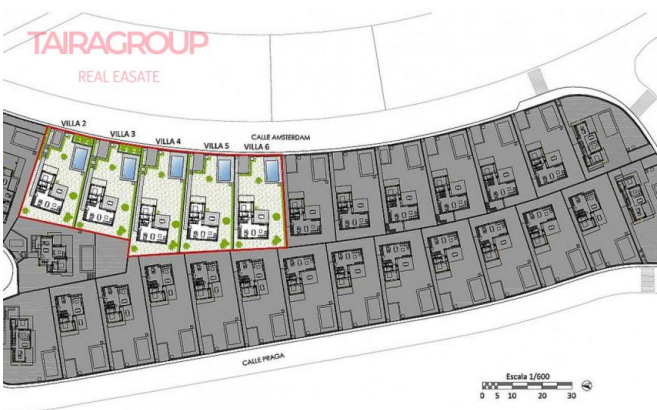 TAIRAGROUP
REAL EASATE
VILLA 2
VILLA 3
VILLA 4
VILLA 5
VILLA 6
CALLE AMSTERDAM
CALLE PRAGA
Escala 1/600
0 5 10 20 30